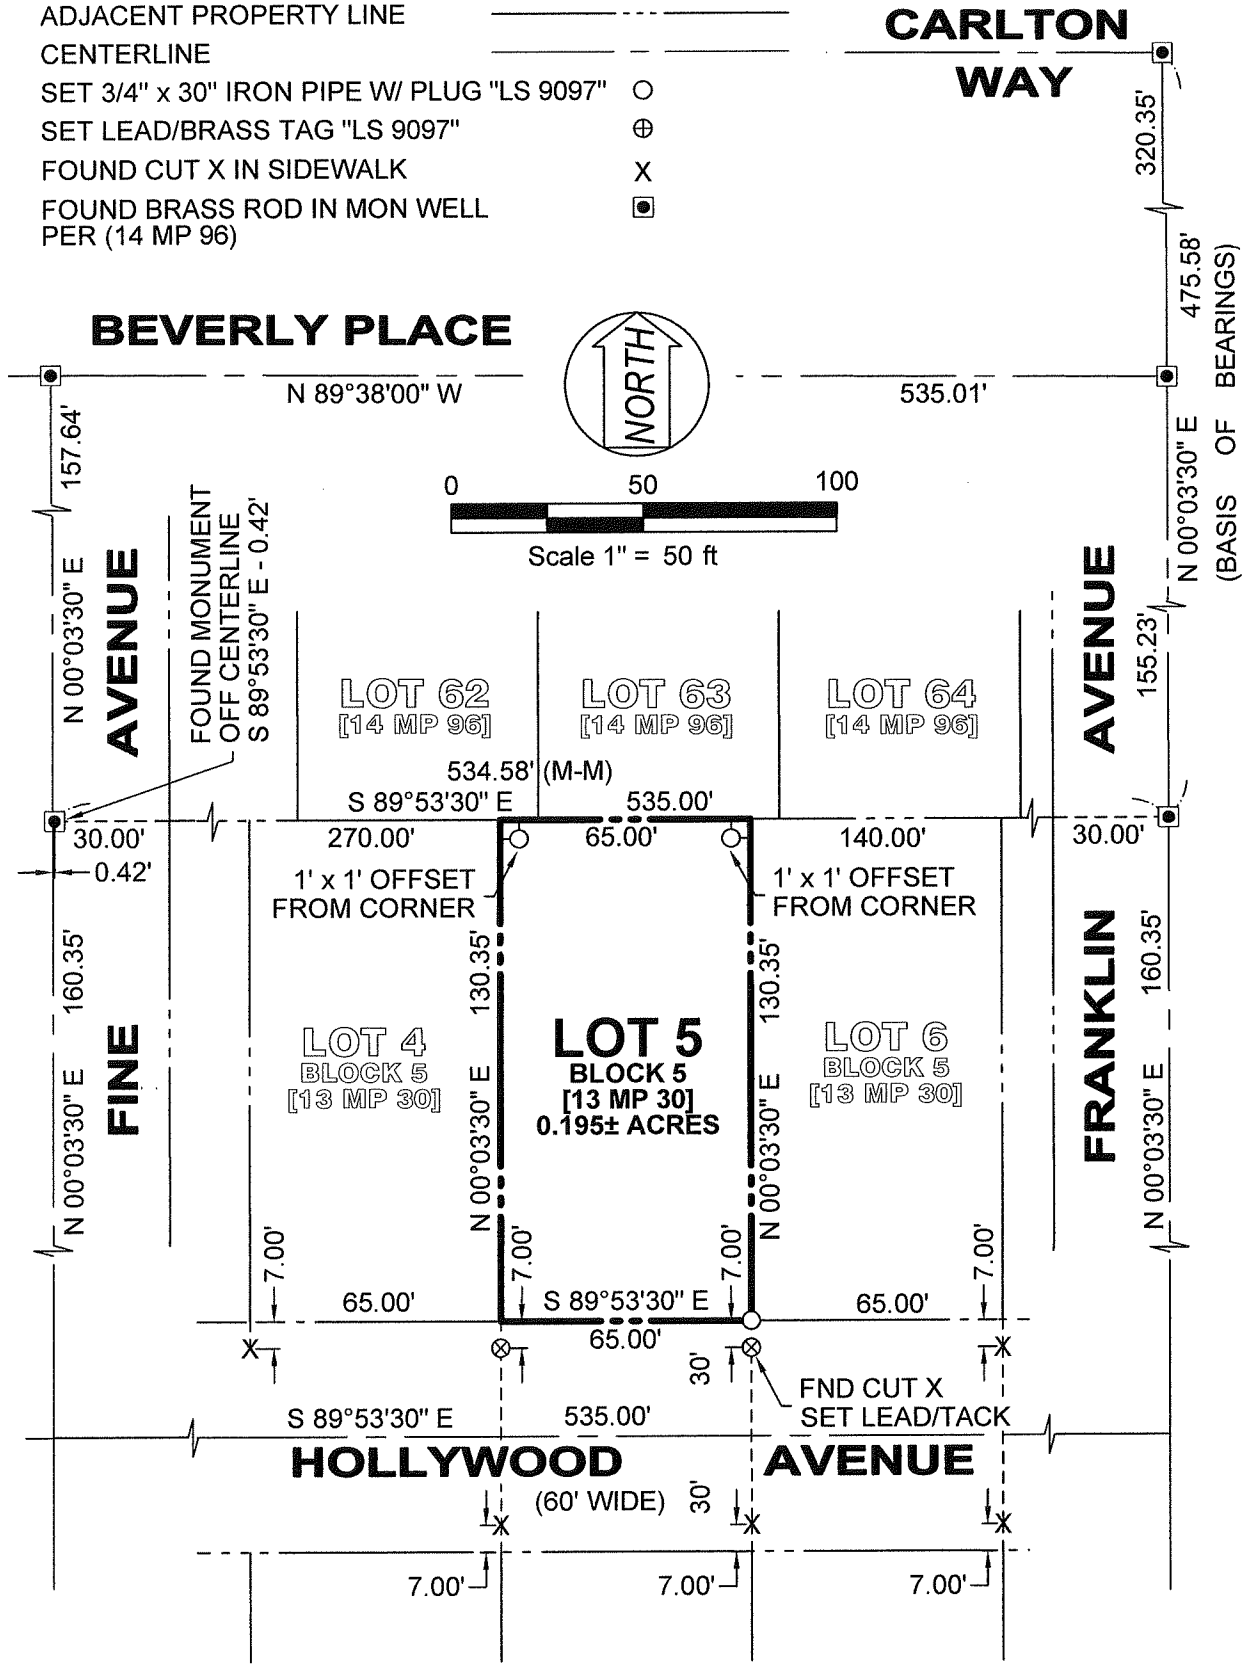 ADJACENT PROPERTY LINE
CENTERLINE
SET 3/4" x 30" IRON PIPE W/ PLUG "LS 9097"
SET LEAD/BRASS TAG "LS 9097"
FOUND CUT X IN SIDEWALK
X
FOUND BRASS ROD IN MON WELL
PER (14 MP 96)
CARLTON
WAY
320.35'
475.58'
N 00°03'30" E
(BASIS OF BEARINGS)
BEVERLY PLACE
N 89°38'00" W
535.01'
NORTH
0 50 100
Scale 1" = 50 ft
157.64'
N 00°03'30" E
AVENUE
FOUND MONUMENT
OFF CENTERLINE
S 89°53'30" E - 0.42'
AVENUE
155.23'
LOT 62
[14 MP 96]
LOT 63
[14 MP 96]
LOT 64
[14 MP 96]
534.58' (M-M)
S 89°53'30" E
535.00'
30.00'
270.00'
65.00'
140.00'
30.00'
0.42'
1' x 1' OFFSET
FROM CORNER
1' x 1' OFFSET
FROM CORNER
160.35'
N 00°03'30" E
FINE
LOT 4
BLOCK 5
[13 MP 30]
130.35'
N 00°03'30" E
LOT 5
BLOCK 5
[13 MP 30]
0.195± ACRES
130.35'
N 00°03'30" E
LOT 6
BLOCK 5
[13 MP 30]
FRANKLIN
160.35'
N 00°03'30" E
7.00'
7.00'
7.00'
7.00'
65.00'
S 89°53'30" E
65.00'
65.00'
X
X
X
X
30'
FND CUT X
SET LEAD/TACK
S 89°53'30" E
535.00'
HOLLYWOOD AVENUE
(60' WIDE)
30'
X
X
X
7.00'
7.00'
7.00'